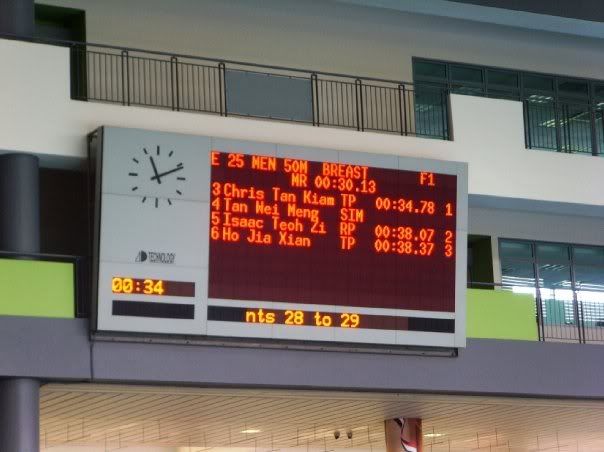 E 25 MEN 50M BREAST F1
MR 00:30.13
3 Chris Tan Kiam TP 00:34.78 1
4 Tan Wei Meng SIM
5 Isaac Teoh Zi RP 00:38.07 2
6 Ho Jia Xian TP 00:38.37 3
TECHNOLOGY
00:34
nts 28 to 29